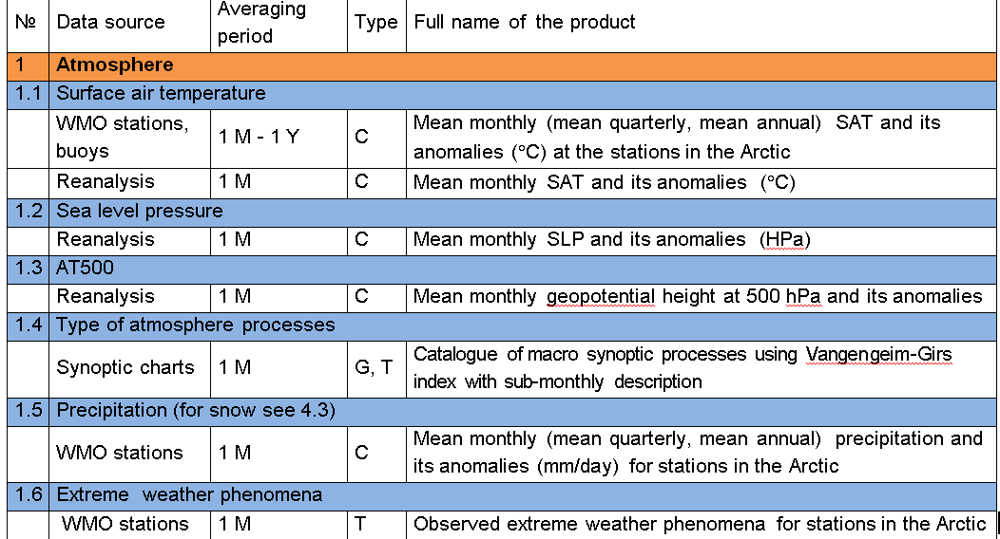 № Data source Averaging period Type Full name of the product
1 Atmosphere
1.1 Surface air temperature
WMO stations, buoys 1 M - 1 Y C Mean monthly (mean quarterly, mean annual) SAT and its anomalies (°C) at the stations in the Arctic
Reanalysis 1 M C Mean monthly SAT and its anomalies (°C)
1.2 Sea level pressure
Reanalysis 1 M C Mean monthly SLP and its anomalies (HPa)
1.3 AT500
Reanalysis 1 M C Mean monthly geopotential height at 500 hPa and its anomalies
1.4 Type of atmosphere processes
Synoptic charts 1 M G, T Catalogue of macro synoptic processes using Vangengeim-Girs index with sub-monthly description
1.5 Precipitation (for snow see 4.3)
WMO stations 1 M C Mean monthly (mean quarterly, mean annual) precipitation and its anomalies (mm/day) for stations in the Arctic
1.6 Extreme weather phenomena
WMO stations 1 M T Observed extreme weather phenomena for stations in the Arctic